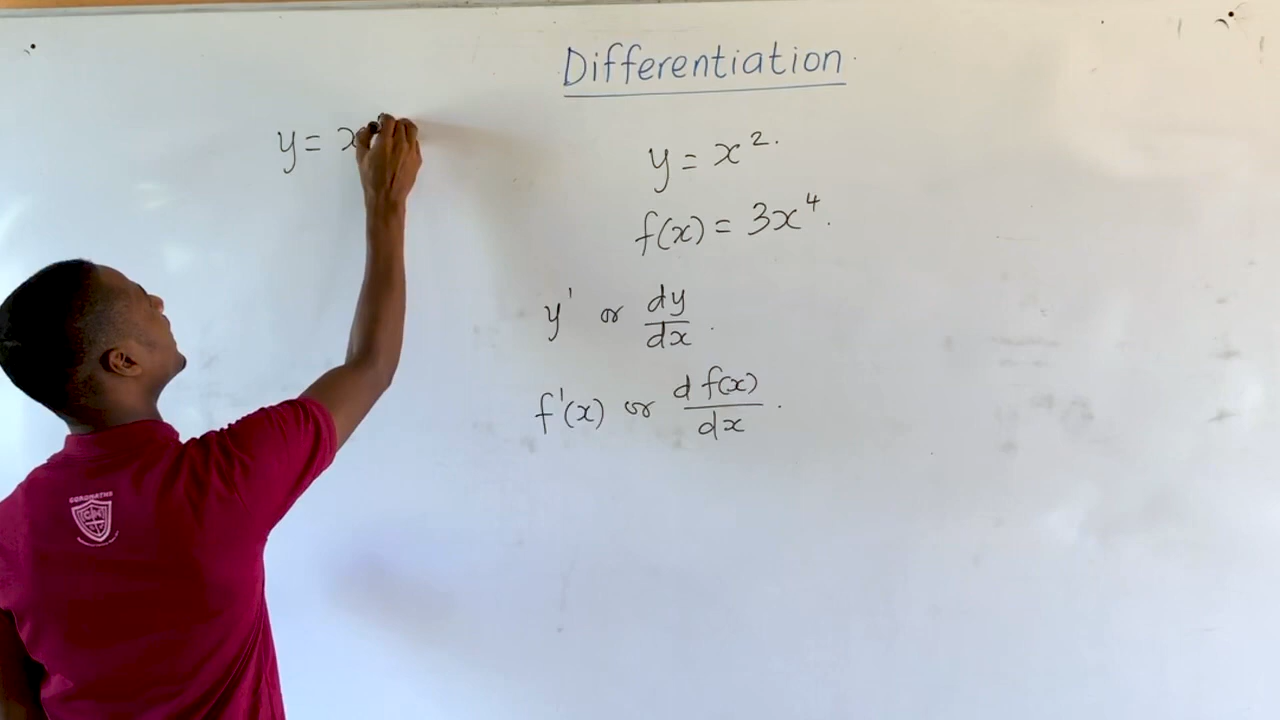 Differentiation
y = x
y = x².
f(x) = 3x⁴.
y' or dy/dx.
f'(x) or d f(x)/dx.